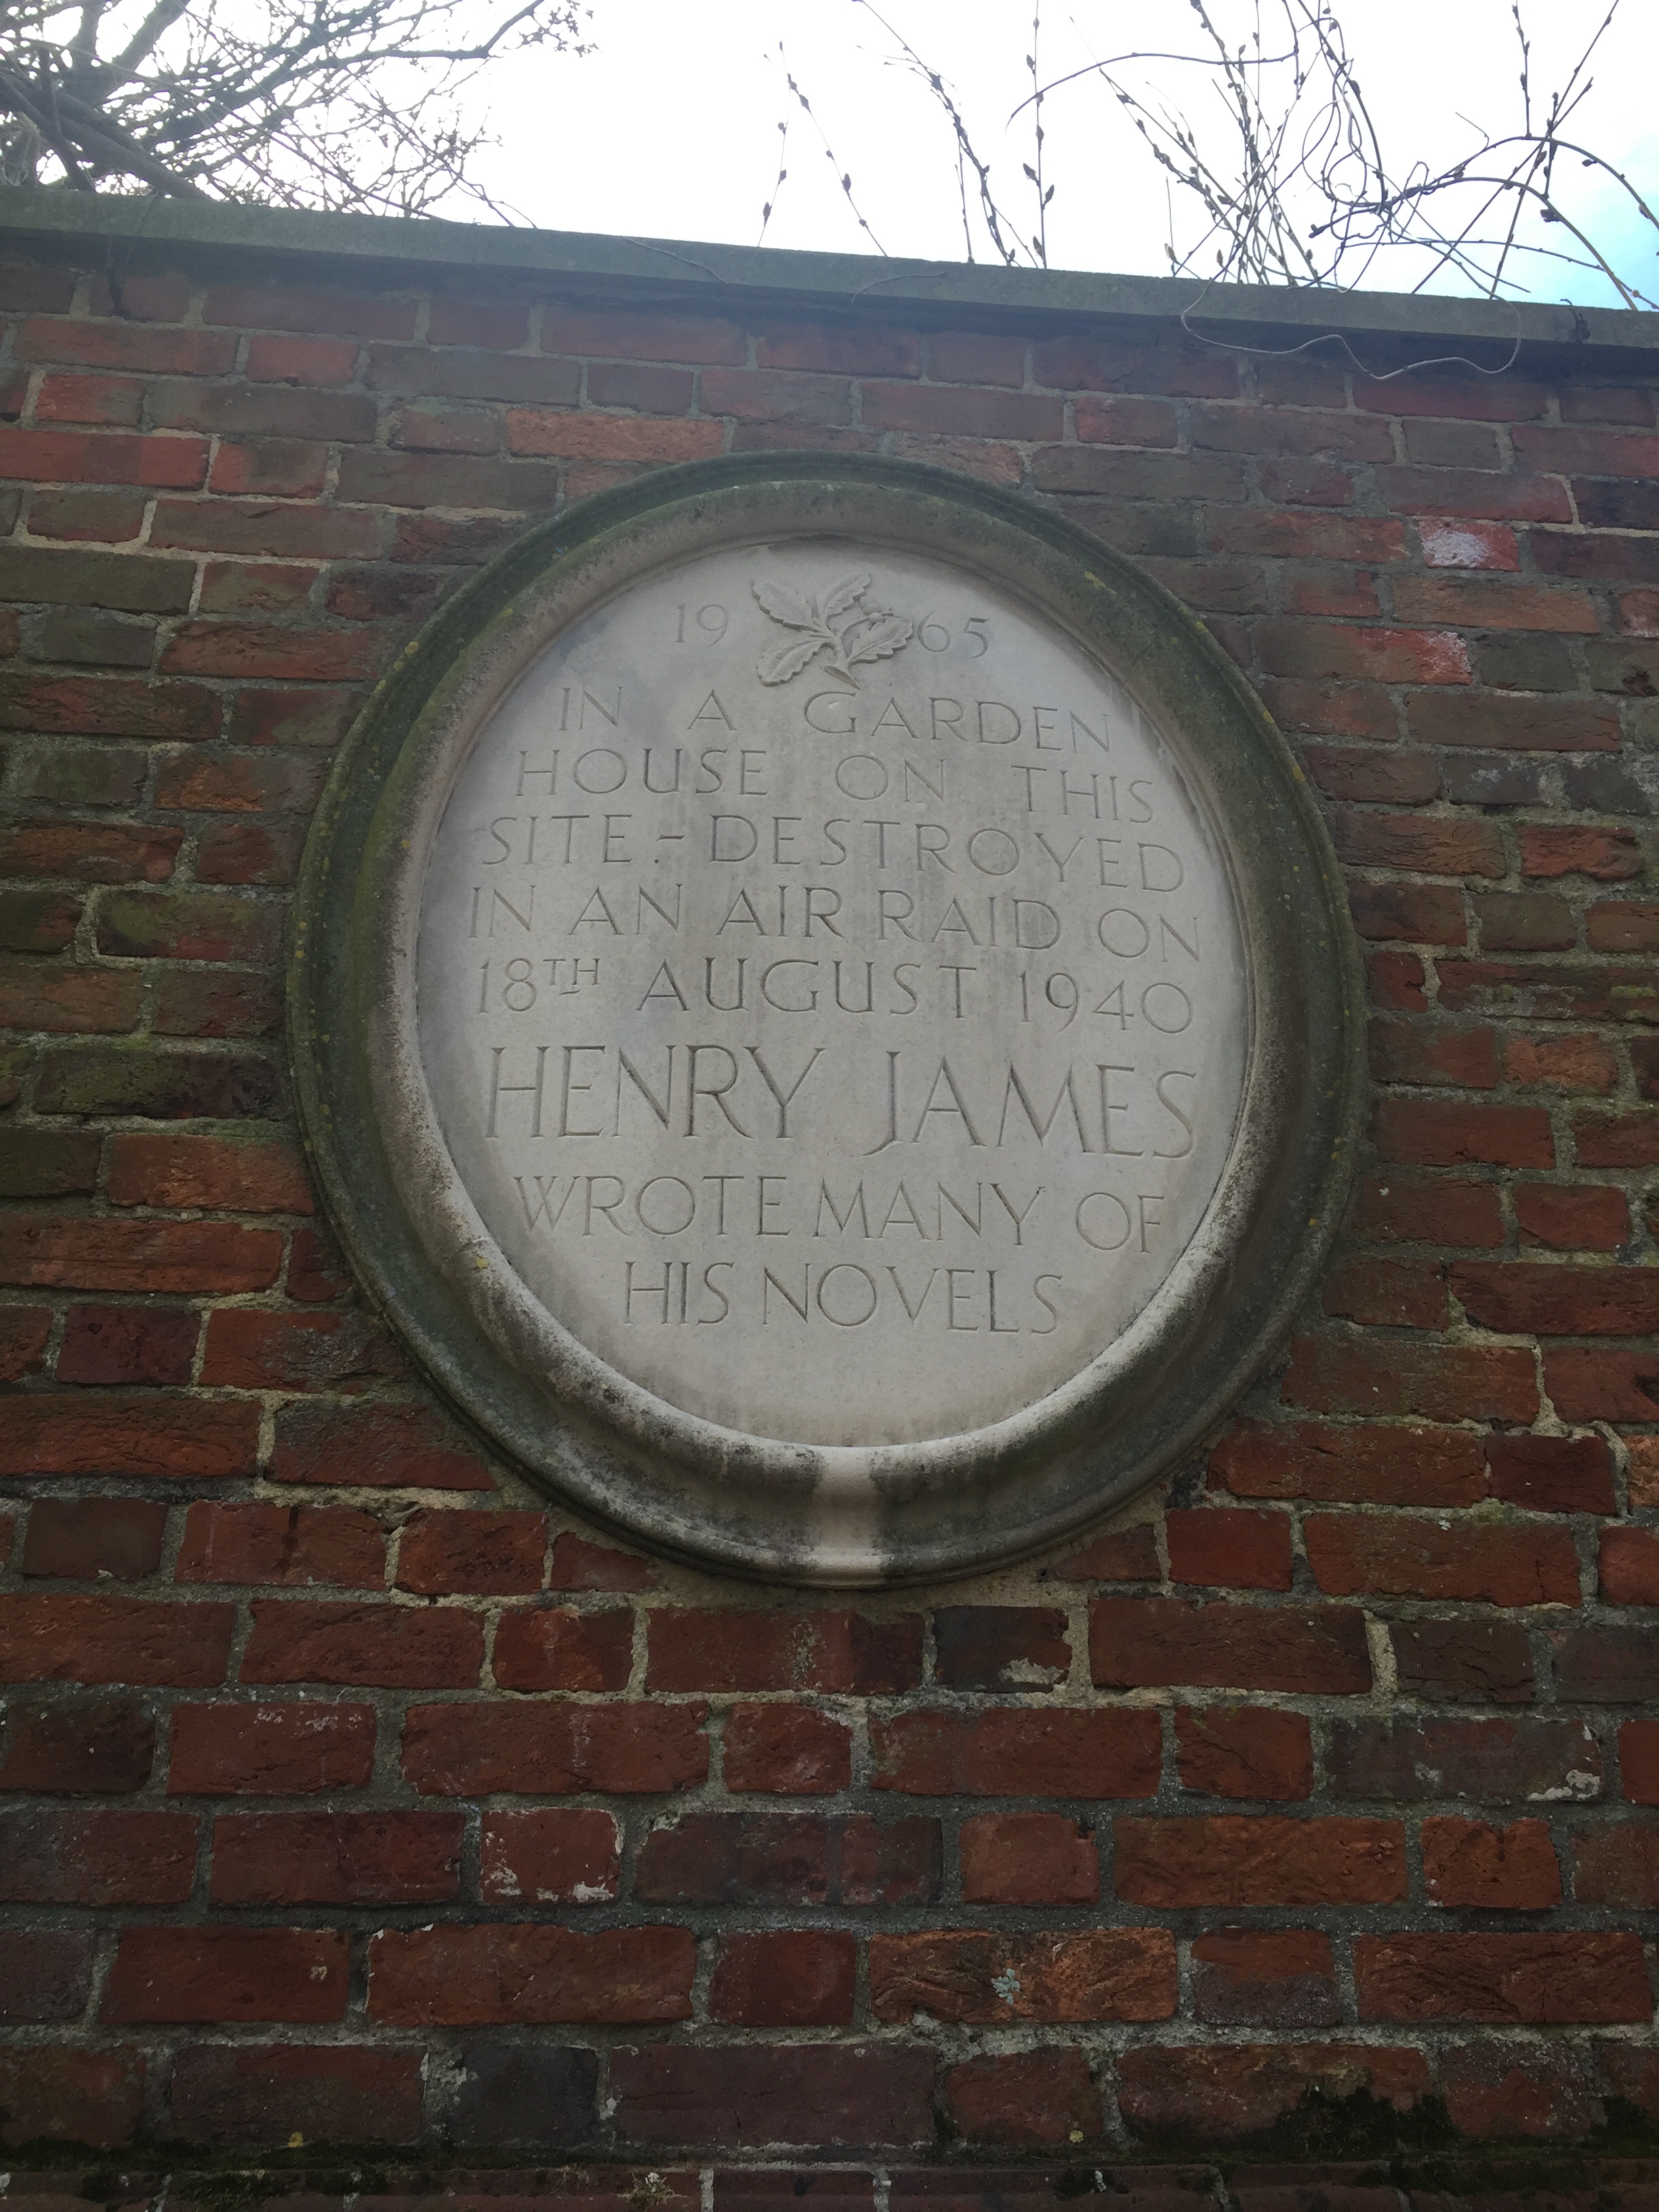 19 65
IN A GARDEN
HOUSE ON THIS
SITE.-DESTROYED
IN AN AIR RAID ON
18TH AUGUST 1940
HENRY JAMES
WROTE MANY OF
HIS NOVELS